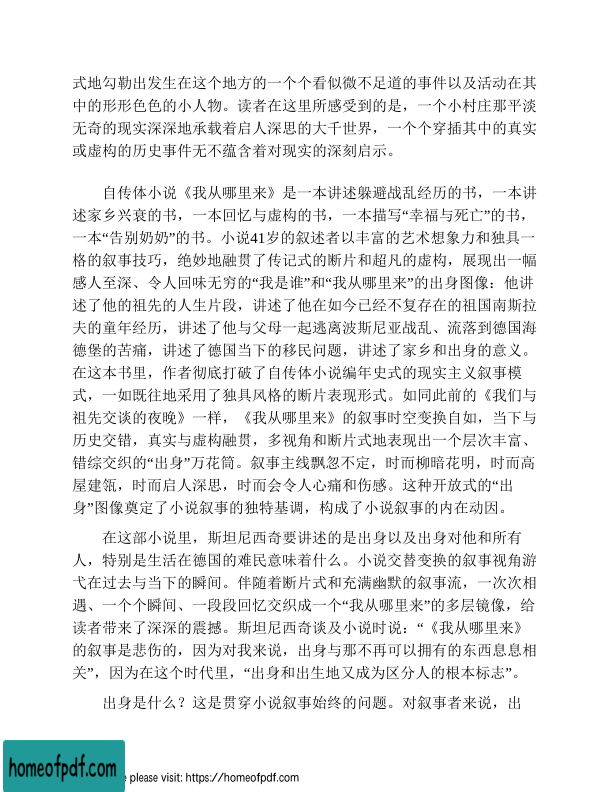 式地勾勒出发生在这个地方的一个个看似微不足道的事件以及活动在其
中的形形色色的小人物。读者在这里所感受到的是，一个小村庄那平淡
无奇的现实深深地承载着启人深思的大千世界，一个个穿插其中的真实
或虚构的历史事件无不蕴含着对现实的深刻启示。
自传体小说《我从哪里来》是一本讲述躲避战乱经历的书，一本讲
述家乡兴衰的书，一本回忆与虚构的书，一本描写“幸福与死亡”的书，
一本“告别奶奶”的书。小说41岁的叙述者以丰富的艺术想象力和独具一
格的叙事技巧，绝妙地融贯了传记式的断片和超凡的虚构，展现出一幅
感人至深、令人回味无穷的“我是谁”和“我从哪里来”的出身图像：他讲
述了他的祖先的人生片段，讲述了他在如今已经不复存在的祖国南斯拉
夫的童年经历，讲述了他与父母一起逃离波斯尼亚战乱、流落到德国海
德堡的苦痛，讲述了德国当下的移民问题，讲述了家乡和出身的意义。
在这本书里，作者彻底打破了自传体小说编年史式的现实主义叙事模
式，一如既往地采用了独具风格的断片表现形式。如同此前的《我们与
祖先交谈的夜晚》一样，《我从哪里来》的叙事时空变换自如，当下与
历史交错，真实与虚构融贯，多视角和断片式地表现出一个层次丰富、
错综交织的“出身”万花筒。叙事主线飘忽不定，时而柳暗花明，时而高
屋建瓴，时而启人深思，时而会令人心痛和伤感。这种开放式的“出
身”图像奠定了小说叙事的独特基调，构成了小说叙事的内在动因。
在这部小说里，斯坦尼西奇要讲述的是出身以及出身对他和所有
人，特别是生活在德国的难民意味着什么。小说交替变换的叙事视角游
弋在过去与当下的瞬间。伴随着断片式和充满幽默的叙事流，一次次相
遇、一个个瞬间、一段段回忆交织成一个“我从哪里来”的多层镜像，给
读者带来了深深的震撼。斯坦尼西奇谈及小说时说：“《我从哪里来》
的叙事是悲伤的，因为对我来说，出身与那不再可以拥有的东西息息相
关”，因为在这个时代里，“出身和出生地又成为区分人的根本标志”。
出身是什么？这是贯穿小说叙事始终的问题。对叙事者来说，出
homeofpdf.com
e please visit: https://homeofpdf.com